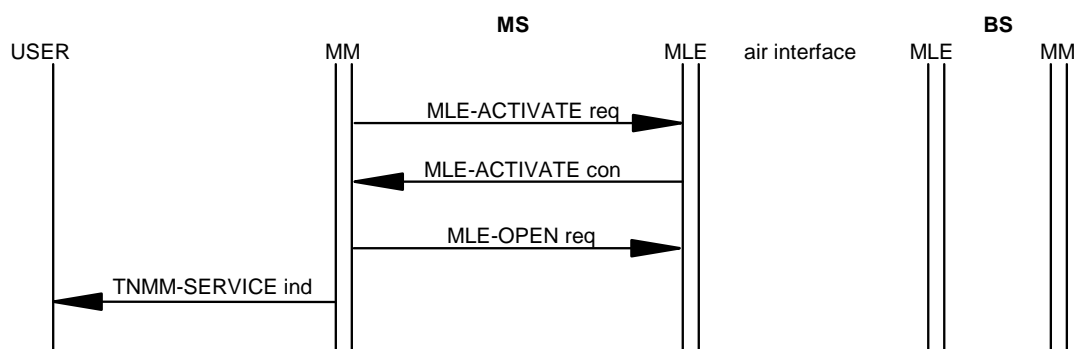 MS BS
USER MM MLE air interface MLE MM
MLE-ACTIVATE req
MLE-ACTIVATE con
MLE-OPEN req
TNMM-SERVICE ind